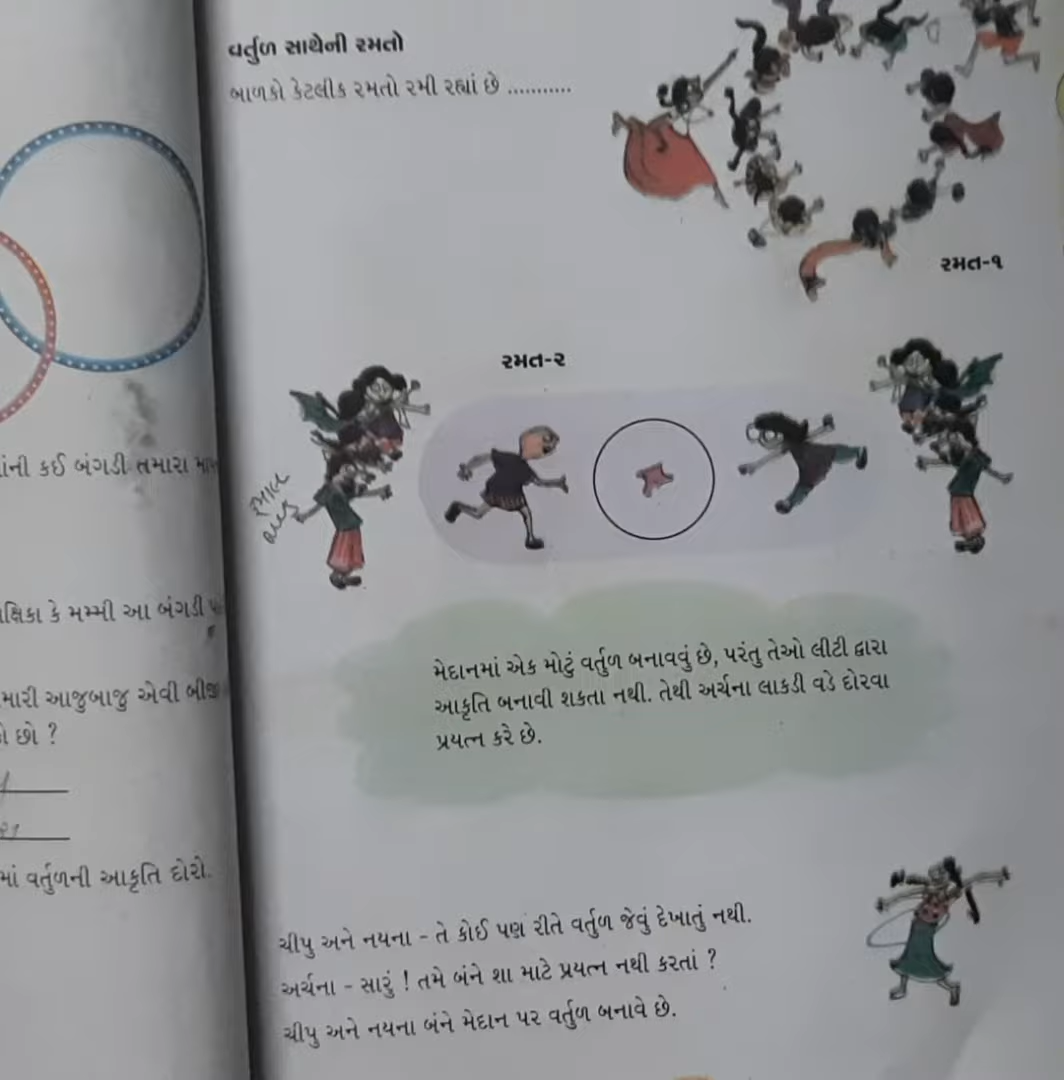 વર્તુળ સાથેની રમતો
બાળકો કેટલીક રમતો રમી રહ્યાં છે ...........
રમત-૧
રમત-૨
રૂમાલ
મેદાનમાં એક મોટું વર્તુળ બનાવવું છે, પરંતુ તેઓ લીટી દ્વારા
આકૃતિ બનાવી શકતા નથી. તેથી અર્ચના લાકડી વડે દોરવા
પ્રયત્ન કરે છે.
ચીપુ અને નયના - તે કોઈ પણ રીતે વર્તુળ જેવું દેખાતું નથી.
અર્ચના - સારું ! તમે બંને શા માટે પ્રયત્ન નથી કરતાં ?
ચીપુ અને નયના બંને મેદાન પર વર્તુળ બનાવે છે.
કઈ બંગડી તમારા
કે મમ્મી આ બંગડી
આજુબાજુ એવી બીજી
છો ?
વર્તુળની આકૃતિ દોરો.